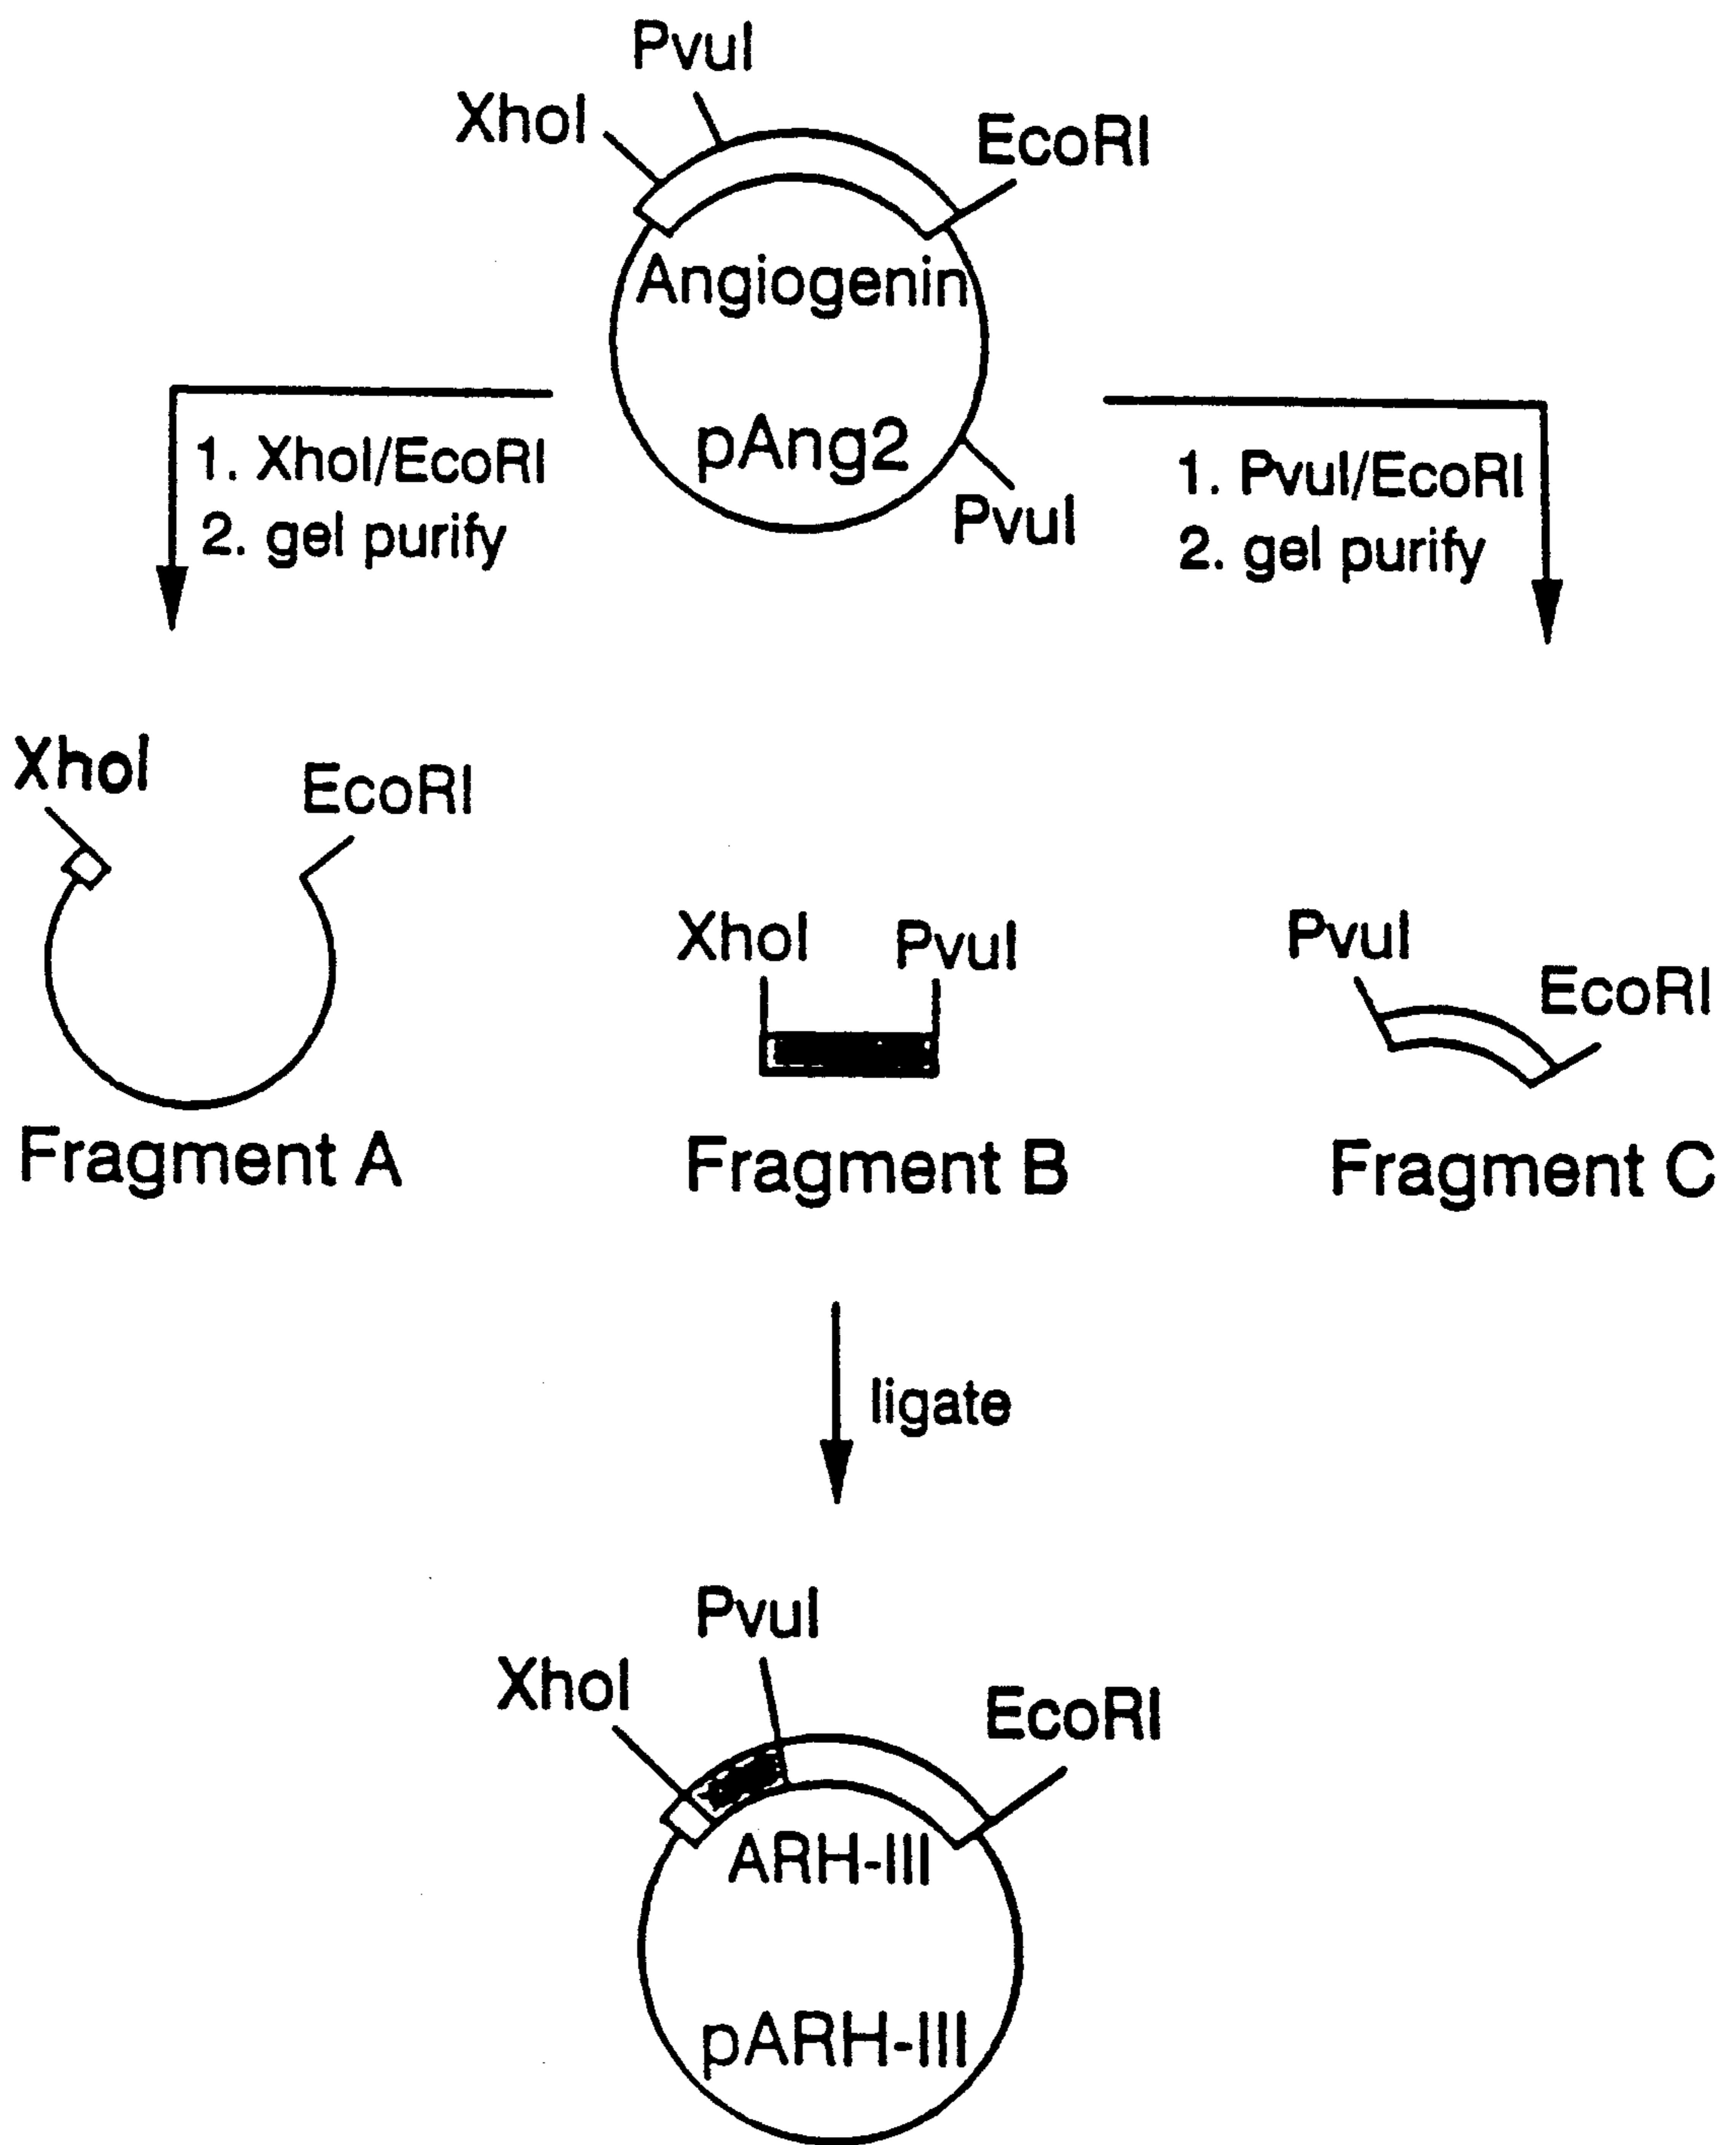 PvuI
XhoI
EcoRI
Angiogenin
pAng2
PvuI
1. XhoI/EcoRI
2. gel purify
1. PvuI/EcoRI
2. gel purify
XhoI
EcoRI
Fragment A
XhoI
PvuI
Fragment B
PvuI
EcoRI
Fragment C
ligate
PvuI
XhoI
EcoRI
ARH-III
pARH-III